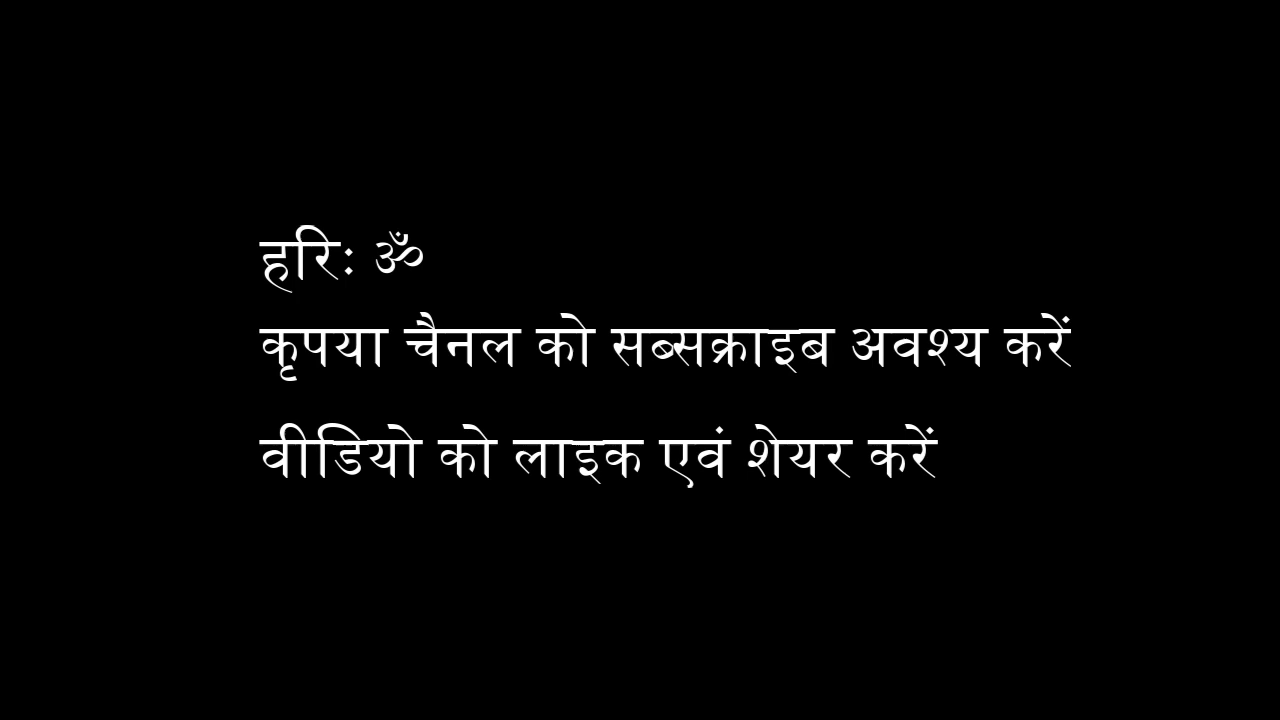 हरिः ॐ
कृपया चैनल को सब्सक्राइब अवश्य करें
वीडियो को लाइक एवं शेयर करें